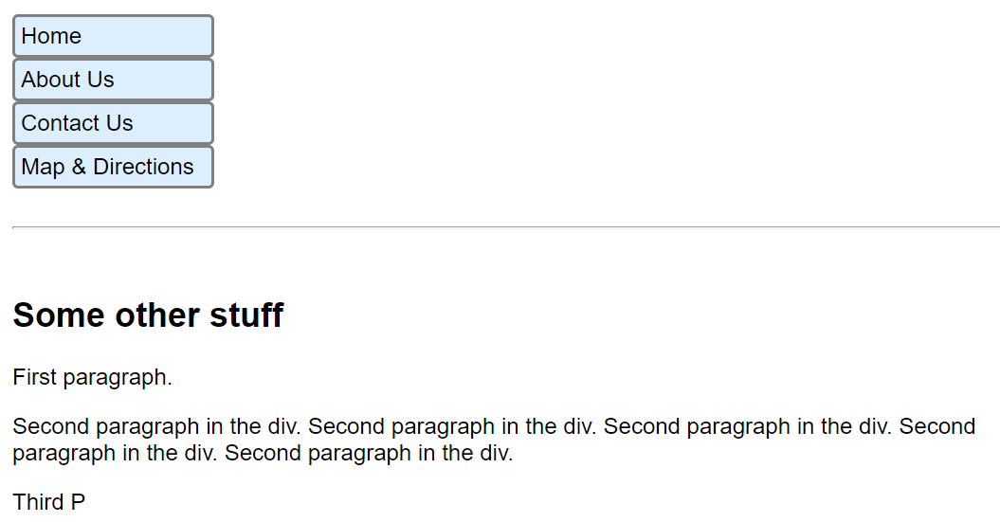 Home
About Us
Contact Us
Map & Directions
Some other stuff
First paragraph.
Second paragraph in the div. Second paragraph in the div. Second paragraph in the div. Second
paragraph in the div. Second paragraph in the div.
Third P